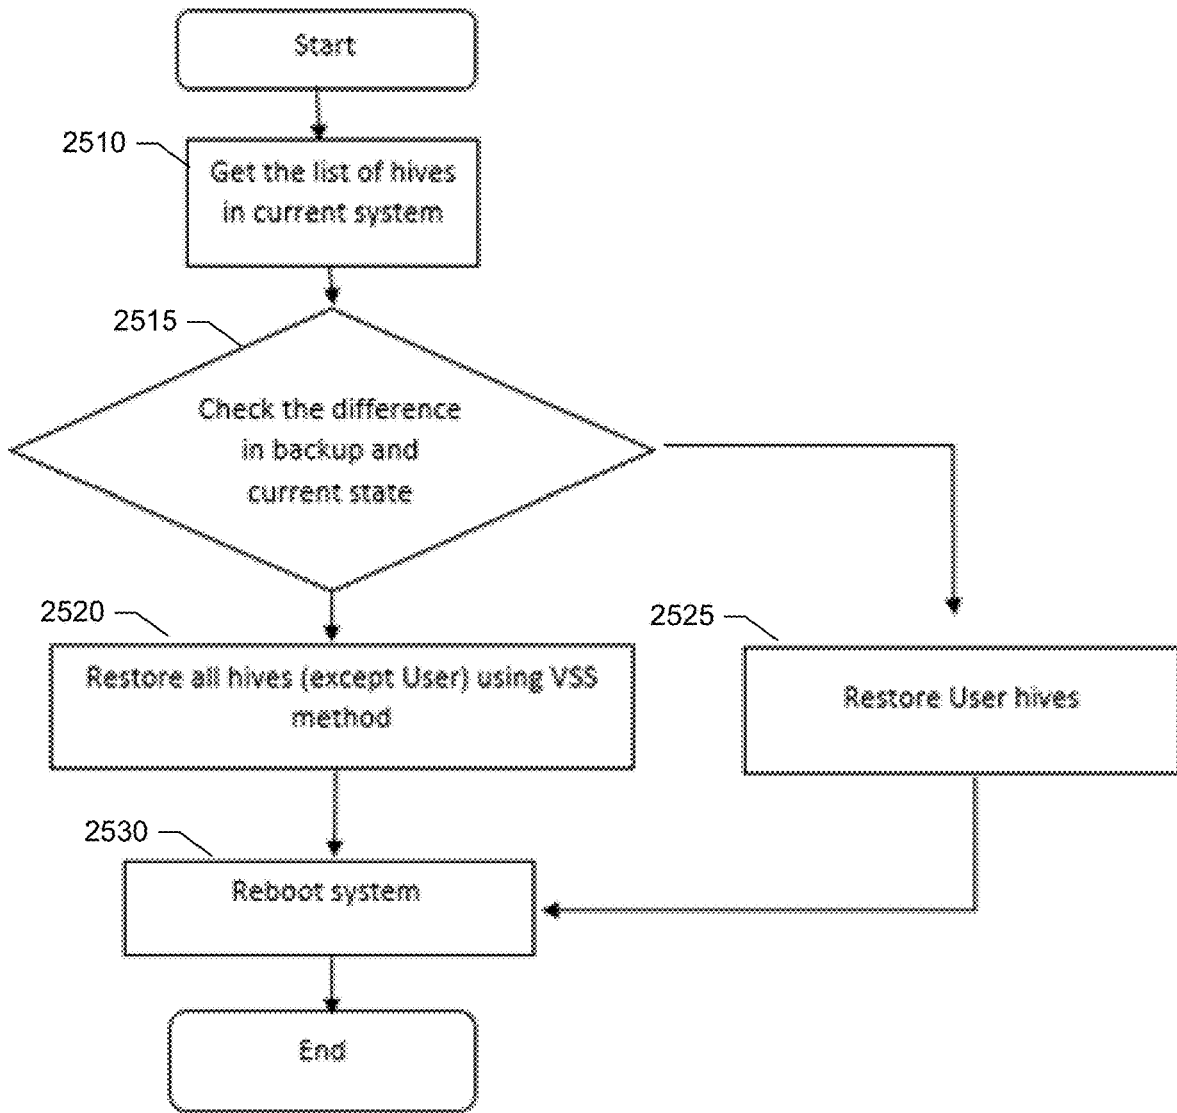 Start
2510
Get the list of hives
in current system
2515
Check the difference
in backup and
current state
2520
Restore all hives (except User) using VSS
method
2525
Restore User hives
2530
Reboot system
End